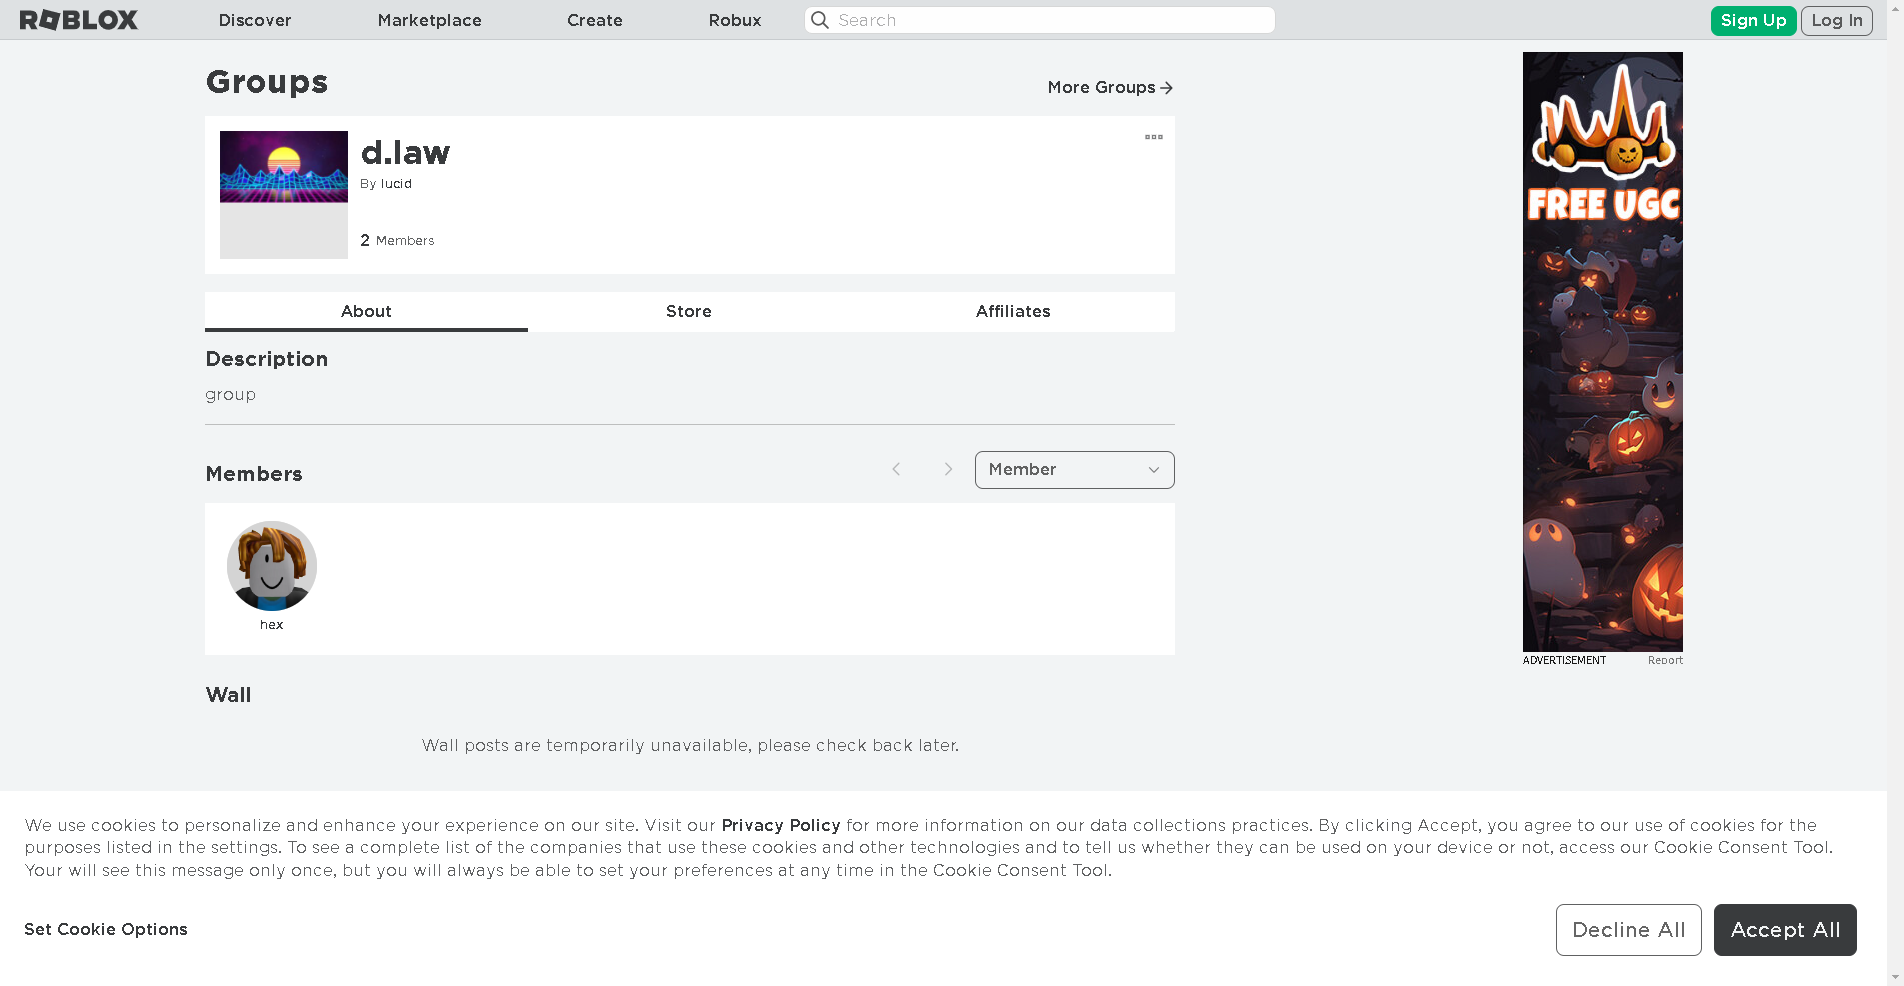 ROBLOX Discover Marketplace Create Robux Search Sign Up Log In
Groups
More Groups
d.law
By lucid
2 Members
About Store Affiliates
Description
group
Members
Member
hex
Wall
Wall posts are temporarily unavailable, please check back later.
FREE UGC
ADVERTISEMENT Report
We use cookies to personalize and enhance your experience on our site. Visit our Privacy Policy for more information on our data collections practices. By clicking Accept, you agree to our use of cookies for the
purposes listed in the settings. To see a complete list of the companies that use these cookies and other technologies and to tell us whether they can be used on your device or not, access our Cookie Consent Tool.
Your will see this message only once, but you will always be able to set your preferences at any time in the Cookie Consent Tool.
Set Cookie Options
Decline All Accept All